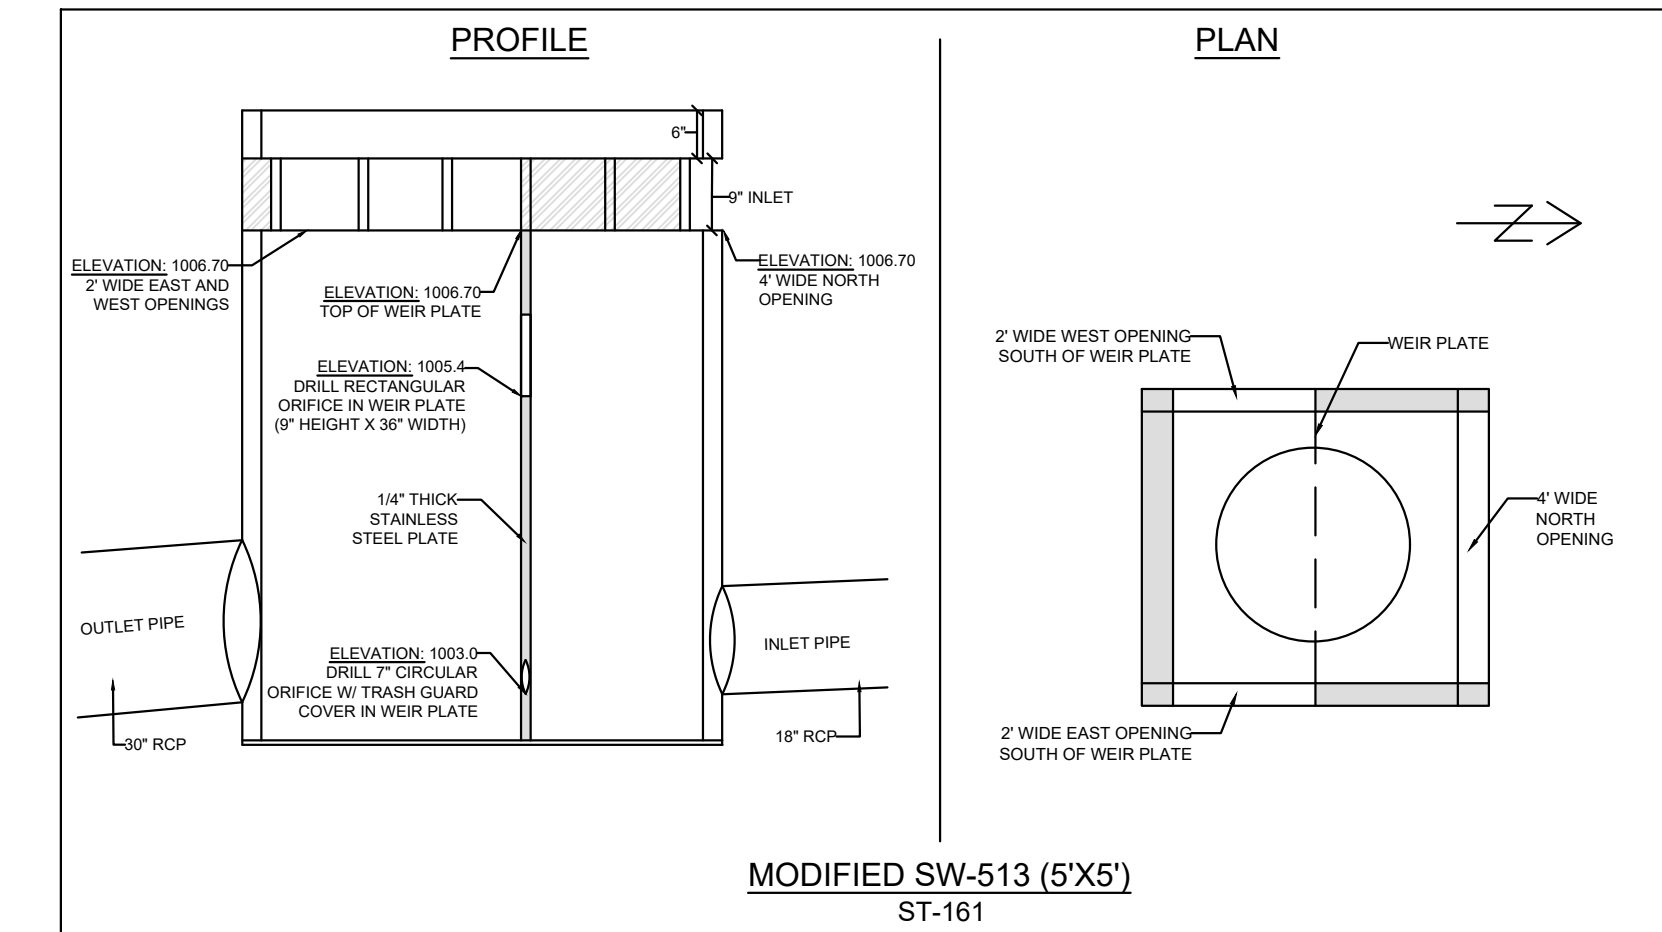 PROFILE
PLAN
6"
9" INLET
ELEVATION: 1006.70
2' WIDE EAST AND
WEST OPENINGS
ELEVATION: 1006.70
TOP OF WEIR PLATE
ELEVATION: 1006.70
4' WIDE NORTH
OPENING
ELEVATION: 1005.4
DRILL RECTANGULAR
ORIFICE IN WEIR PLATE
(9" HEIGHT X 36" WIDTH)
1/4" THICK
STAINLESS
STEEL PLATE
OUTLET PIPE
INLET PIPE
ELEVATION: 1003.0
DRILL 7" CIRCULAR
ORIFICE W/ TRASH GUARD
COVER IN WEIR PLATE
30" RCP
18" RCP
N
2' WIDE WEST OPENING
SOUTH OF WEIR PLATE
WEIR PLATE
4' WIDE
NORTH
OPENING
2' WIDE EAST OPENING
SOUTH OF WEIR PLATE
MODIFIED SW-513 (5'X5')
ST-161